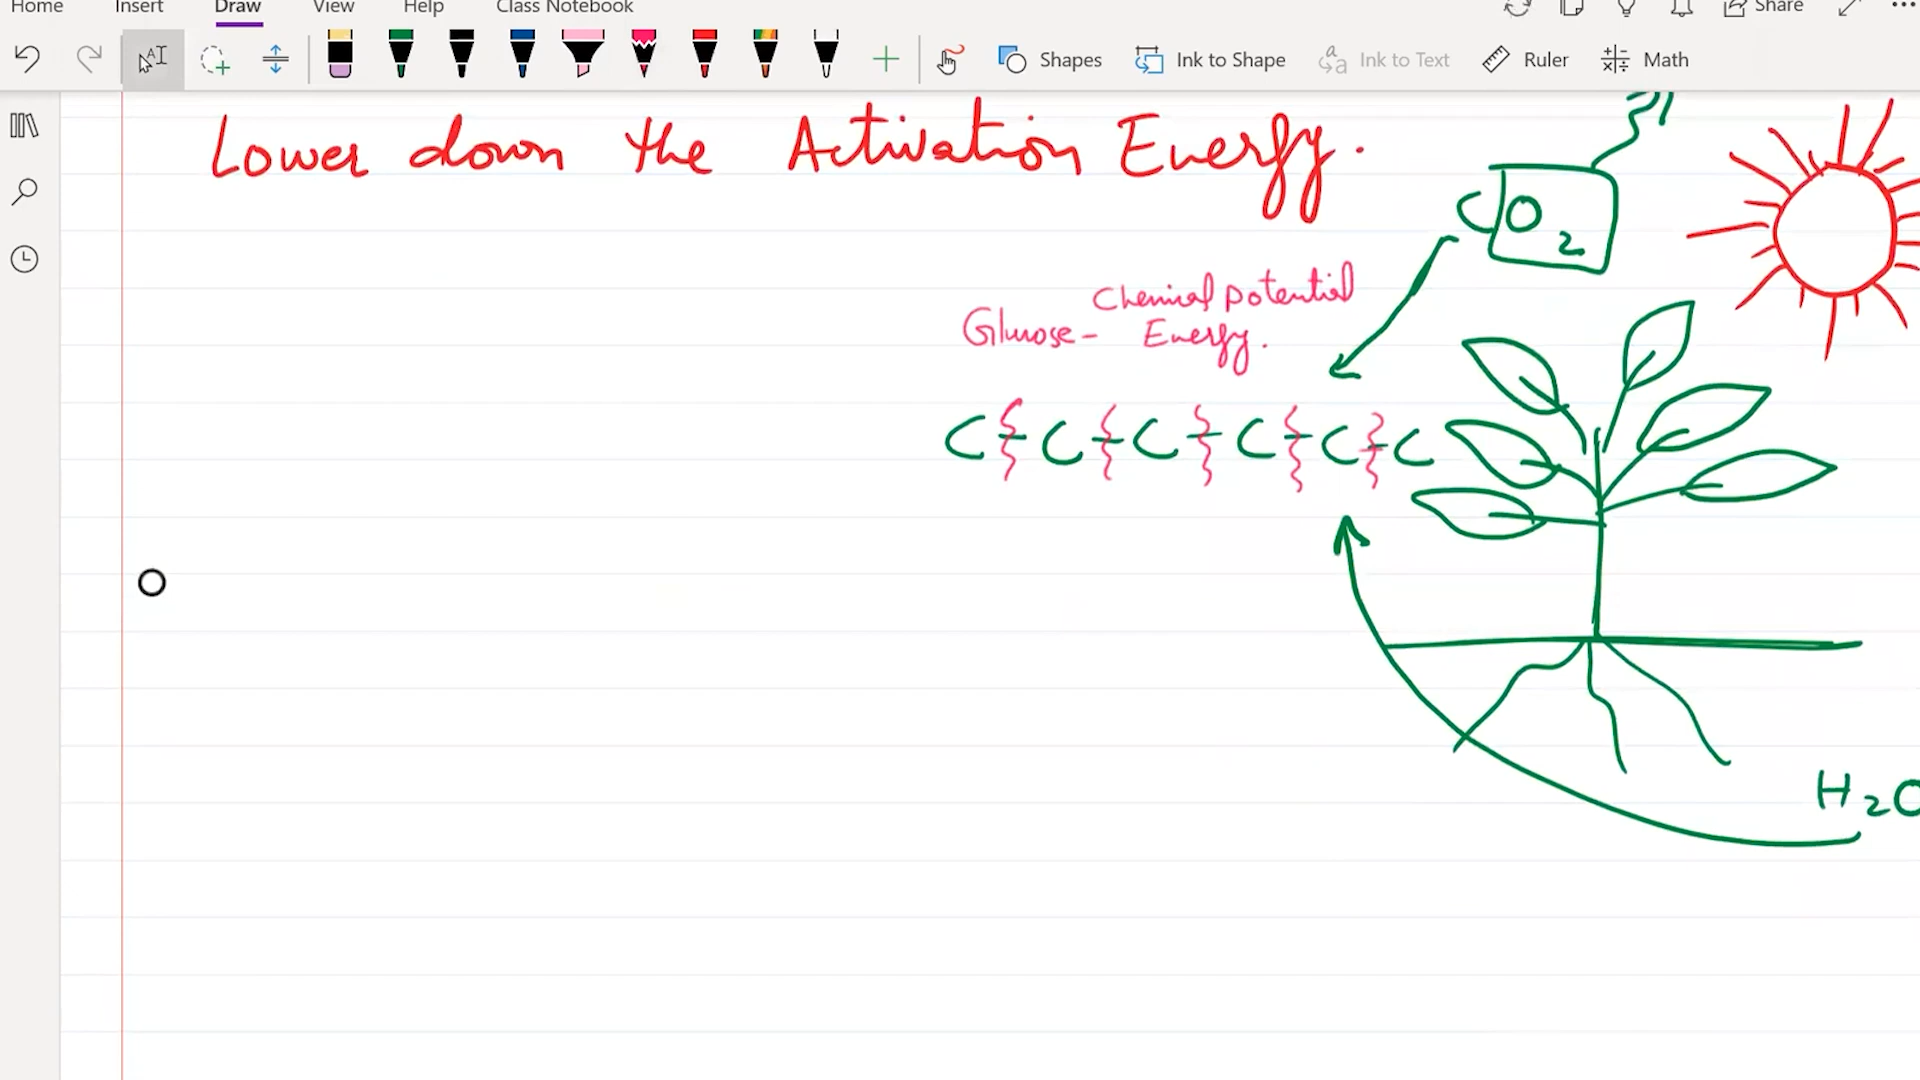 Home Insert Draw View Help Class Notebook Share
Shapes Ink to Shape Ink to Text Ruler Math
Lower down the Activation Energy.
CO2
Chemical potential
Glucose - Energy.
C - C - C - C - C - C
H2O